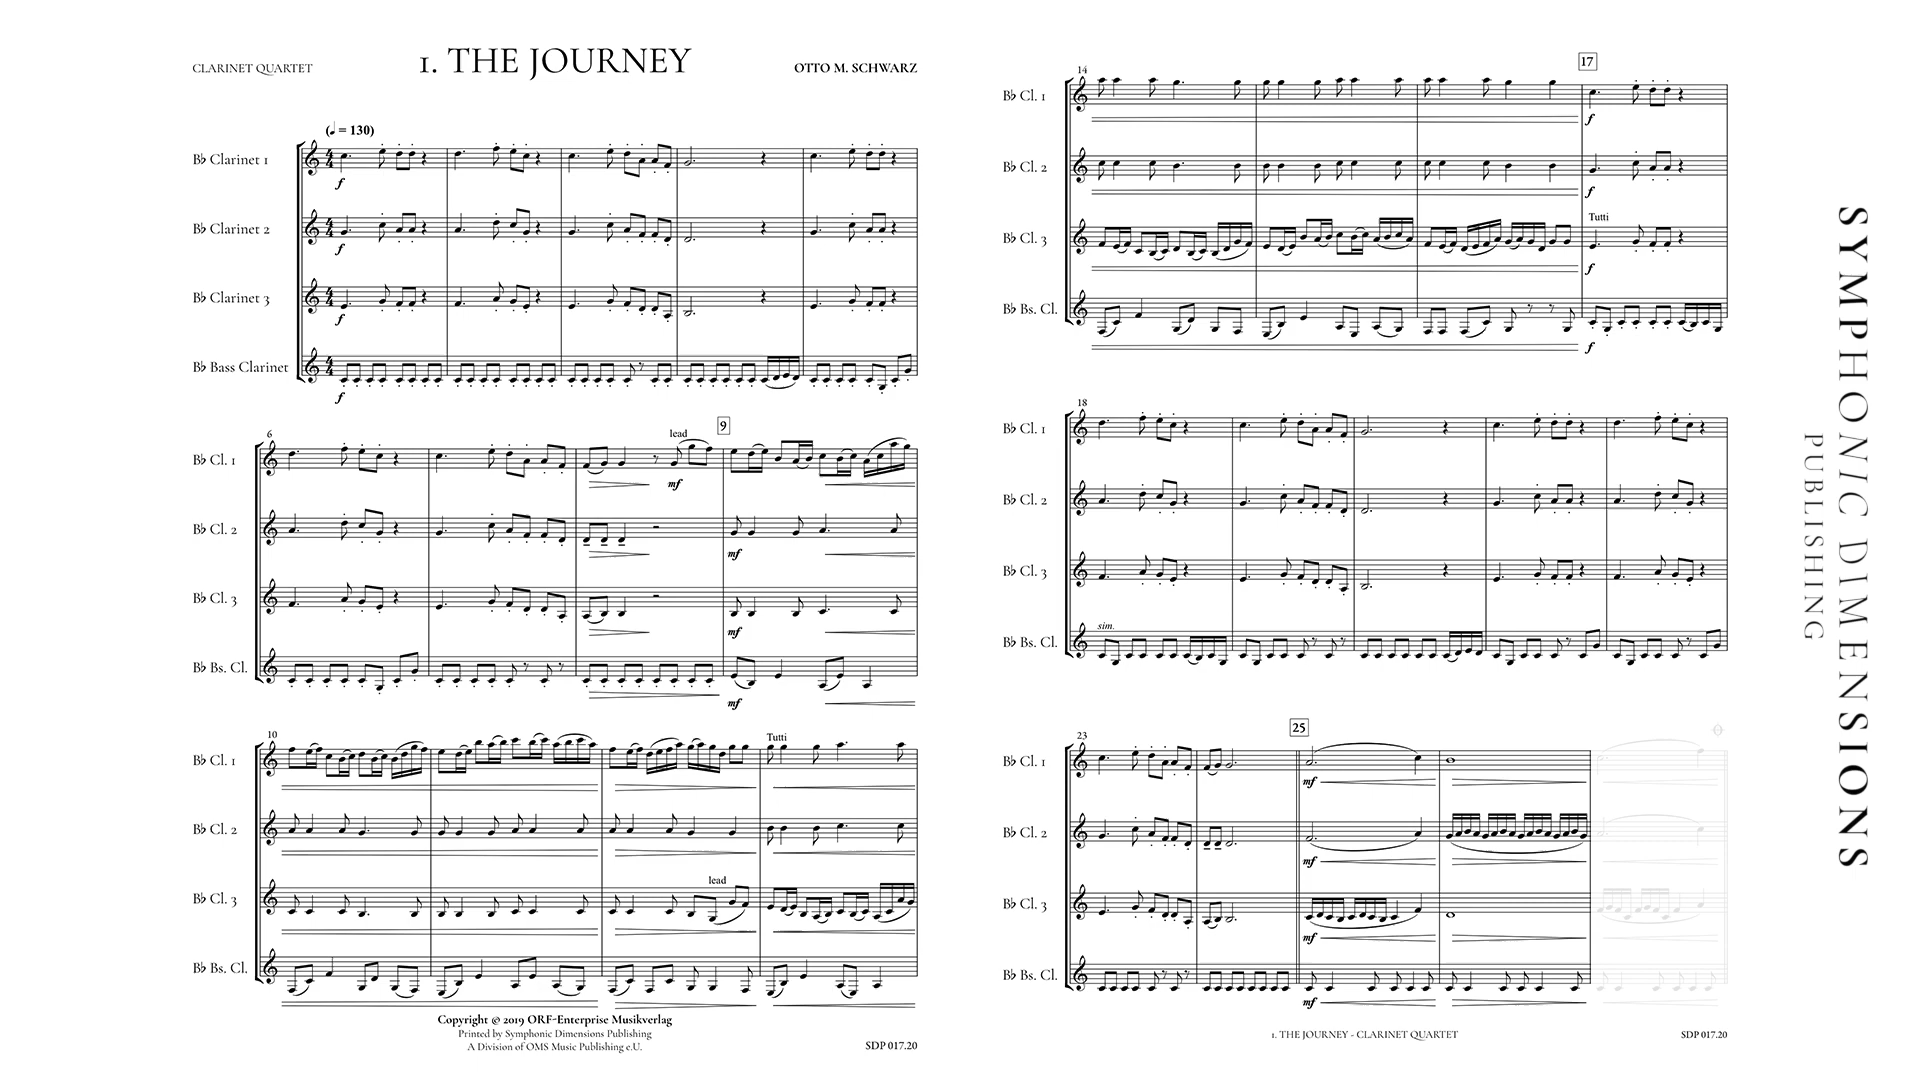 CLARINET QUARTET
1. THE JOURNEY
OTTO M. SCHWARZ
(♩ = 130)
B♭ Clarinet 1
f
B♭ Clarinet 2
f
B♭ Clarinet 3
f
B♭ Bass Clarinet
f
6
9
lead
B♭ Cl. 1
mf
B♭ Cl. 2
mf
B♭ Cl. 3
mf
B♭ Bs. Cl.
mf
10
Tutti
B♭ Cl. 1
B♭ Cl. 2
lead
B♭ Cl. 3
B♭ Bs. Cl.
Copyright © 2019 ORF-Enterprise Musikverlag
Printed by Symphonic Dimensions Publishing
A Division of OMS Music Publishing e.U.
SDP 017.20
14
17
B♭ Cl. 1
f
B♭ Cl. 2
f
Tutti
B♭ Cl. 3
f
B♭ Bs. Cl.
f
18
B♭ Cl. 1
B♭ Cl. 2
B♭ Cl. 3
sim.
B♭ Bs. Cl.
23
25
B♭ Cl. 1
mf
B♭ Cl. 2
mf
B♭ Cl. 3
mf
B♭ Bs. Cl.
mf
1. THE JOURNEY - CLARINET QUARTET
SDP 017.20
SYMPHONIC DIMENSIONS
PUBLISHING